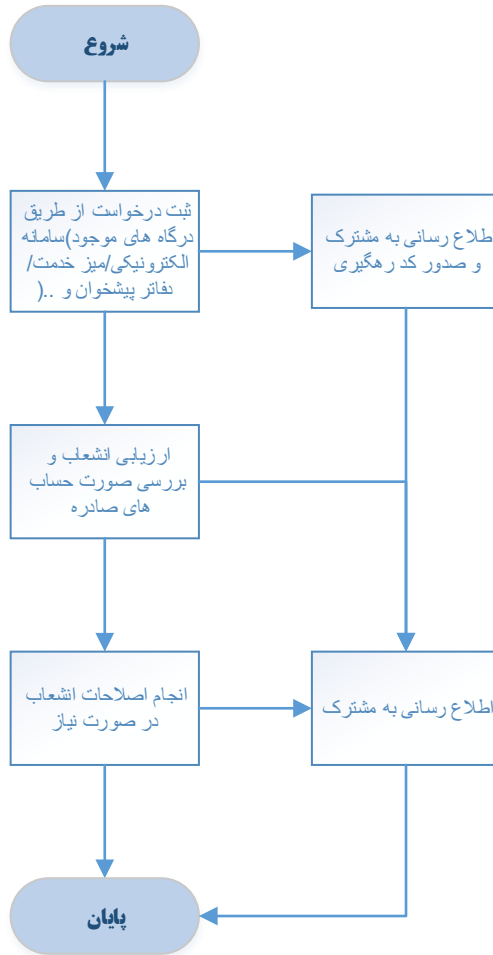 شروع
ثبت درخواست از طریق
درگاه های موجود)سامانه
الکترونیکی/میز خدمت/
دفاتر پیشخوان و ..(
اطلاع رسانی به مشترک
و صدور کد رهگیری
ارزیابی انشعاب و
بررسی صورت حساب
های صادره
انجام اصلاحات انشعاب
در صورت نیاز
اطلاع رسانی به مشترک
پایان